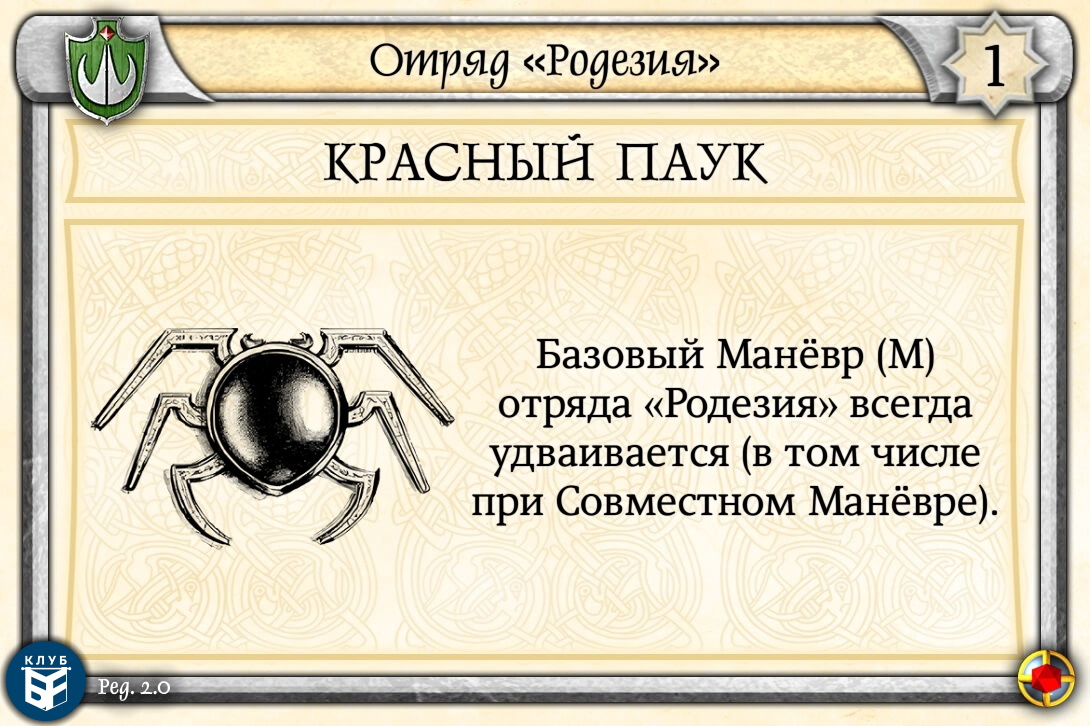 Отряд «Родезия»
1
КРАСНЫЙ ПАУК
Базовый Манёвр (М)
отряда «Родезия» всегда
удваивается (в том числе
при Совместном Манёвре).
КЛУБ
Ред. 2.0